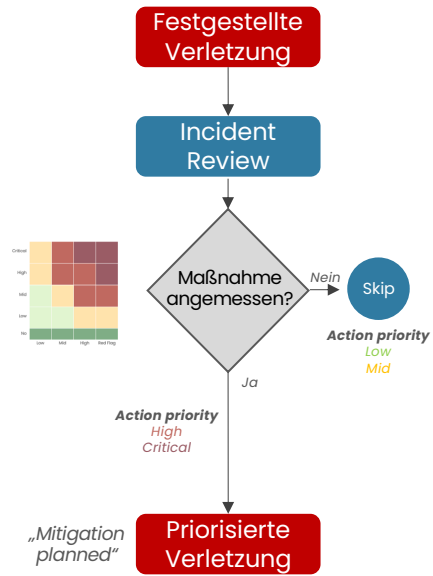 Festgestellte
Verletzung
Incident
Review
Critical
High
Mid
Low
No
Low Mid High Red Flag
Maßnahme
angemessen?
Nein
Skip
Action priority
Low
Mid
Ja
Action priority
High
Critical
„Mitigation
planned“
Priorisierte
Verletzung